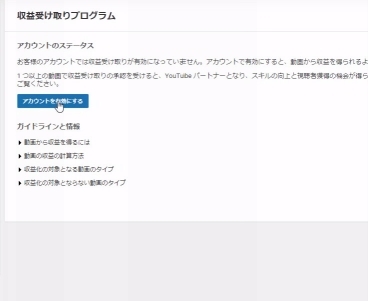 収益受け取りプログラム
アカウントのステータス
お客様のアカウントでは収益受け取りが有効になっていません。アカウントで有効にすると、動画から収益を得られるよ
1 つ以上の動画で収益受け取りの承認を受けると、YouTube パートナーとなり、スキルの向上と視聴者獲得の機会が得ら
ご覧ください。
アカウントを有効にする
ガイドラインと情報
動画から収益を得るには
動画の収益の計算方法
収益化の対象となる動画のタイプ
収益化の対象とならない動画のタイプ